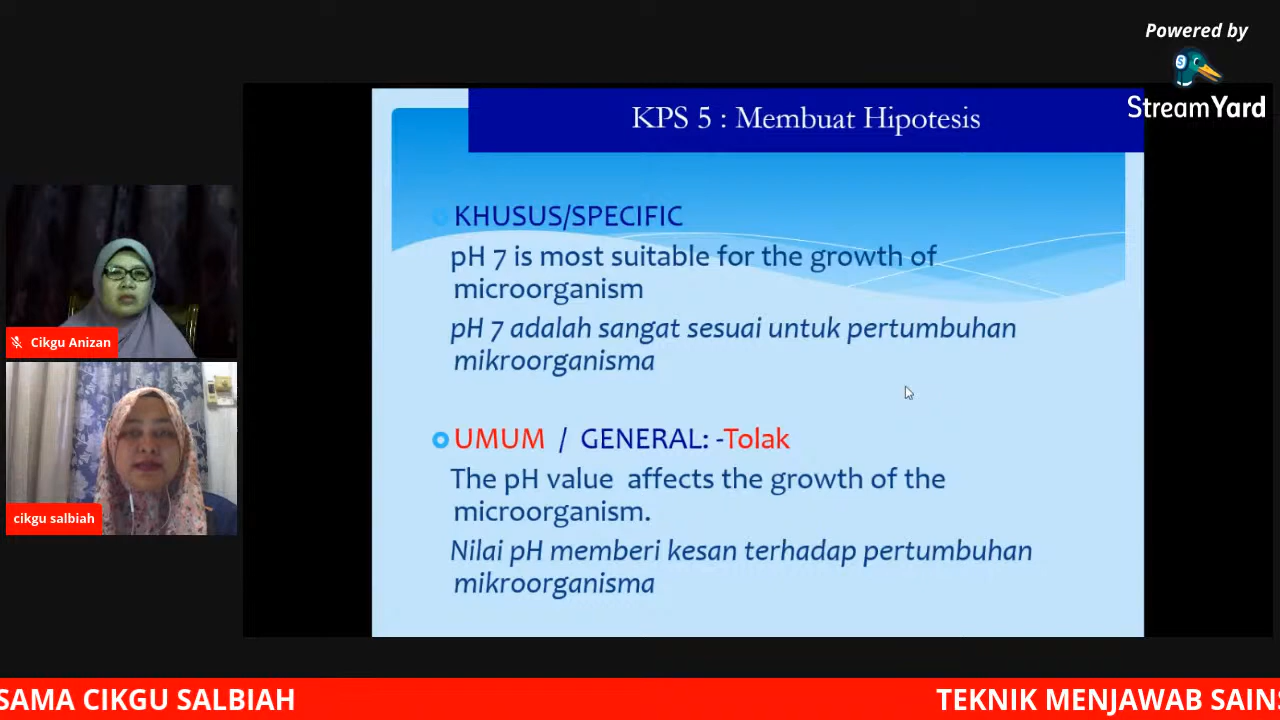 Powered by
StreamYard
KPS 5 : Membuat Hipotesis
KHUSUS/SPECIFIC
pH 7 is most suitable for the growth of
microorganism
pH 7 adalah sangat sesuai untuk pertumbuhan
mikroorganisma
UMUM / GENERAL: -Tolak
The pH value affects the growth of the
microorganism.
Nilai pH memberi kesan terhadap pertumbuhan
mikroorganisma
Cikgu Anizan
cikgu salbiah
SAMA CIKGU SALBIAH
TEKNIK MENJAWAB SAINS